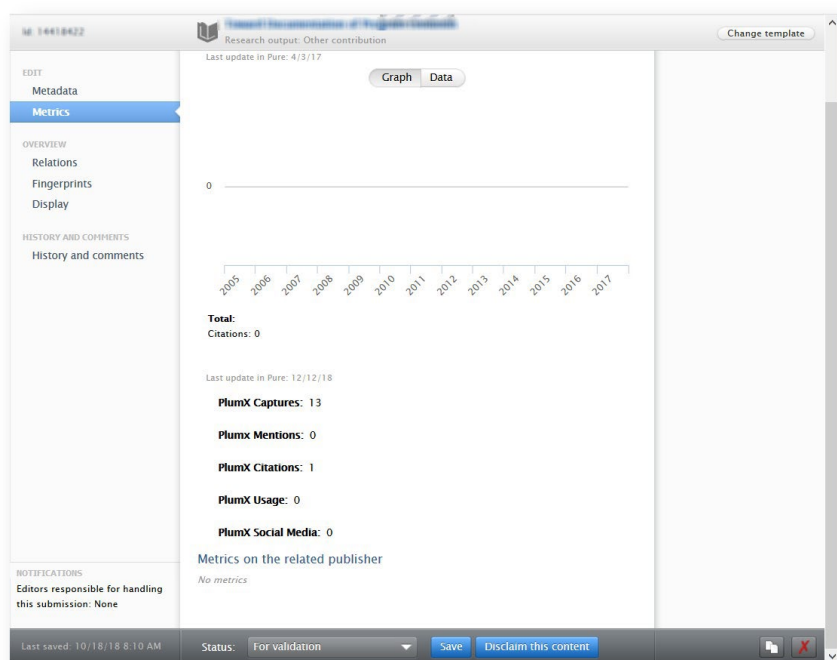 Id: 14418422
Research output: Other contribution
Change template
Last update in Pure: 4/3/17
EDIT
Metadata
Metrics
OVERVIEW
Relations
Fingerprints
Display
HISTORY AND COMMENTS
History and comments
NOTIFICATIONS
Editors responsible for handling
this submission: None
Graph Data
0
2005 2006 2007 2008 2009 2010 2011 2012 2013 2014 2015 2016 2017
Total:
Citations: 0
Last update in Pure: 12/12/18
PlumX Captures: 13
Plumx Mentions: 0
PlumX Citations: 1
PlumX Usage: 0
PlumX Social Media: 0
Metrics on the related publisher
No metrics
Last saved: 10/18/18 8:10 AM
Status: For validation Save Disclaim this content